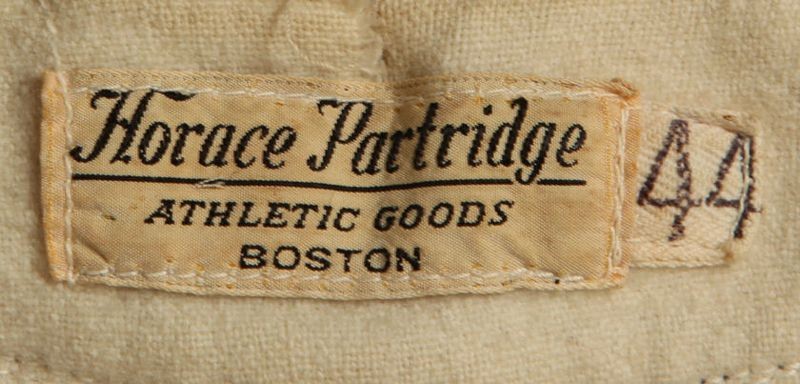 Horace Partridge
ATHLETIC GOODS
BOSTON
44